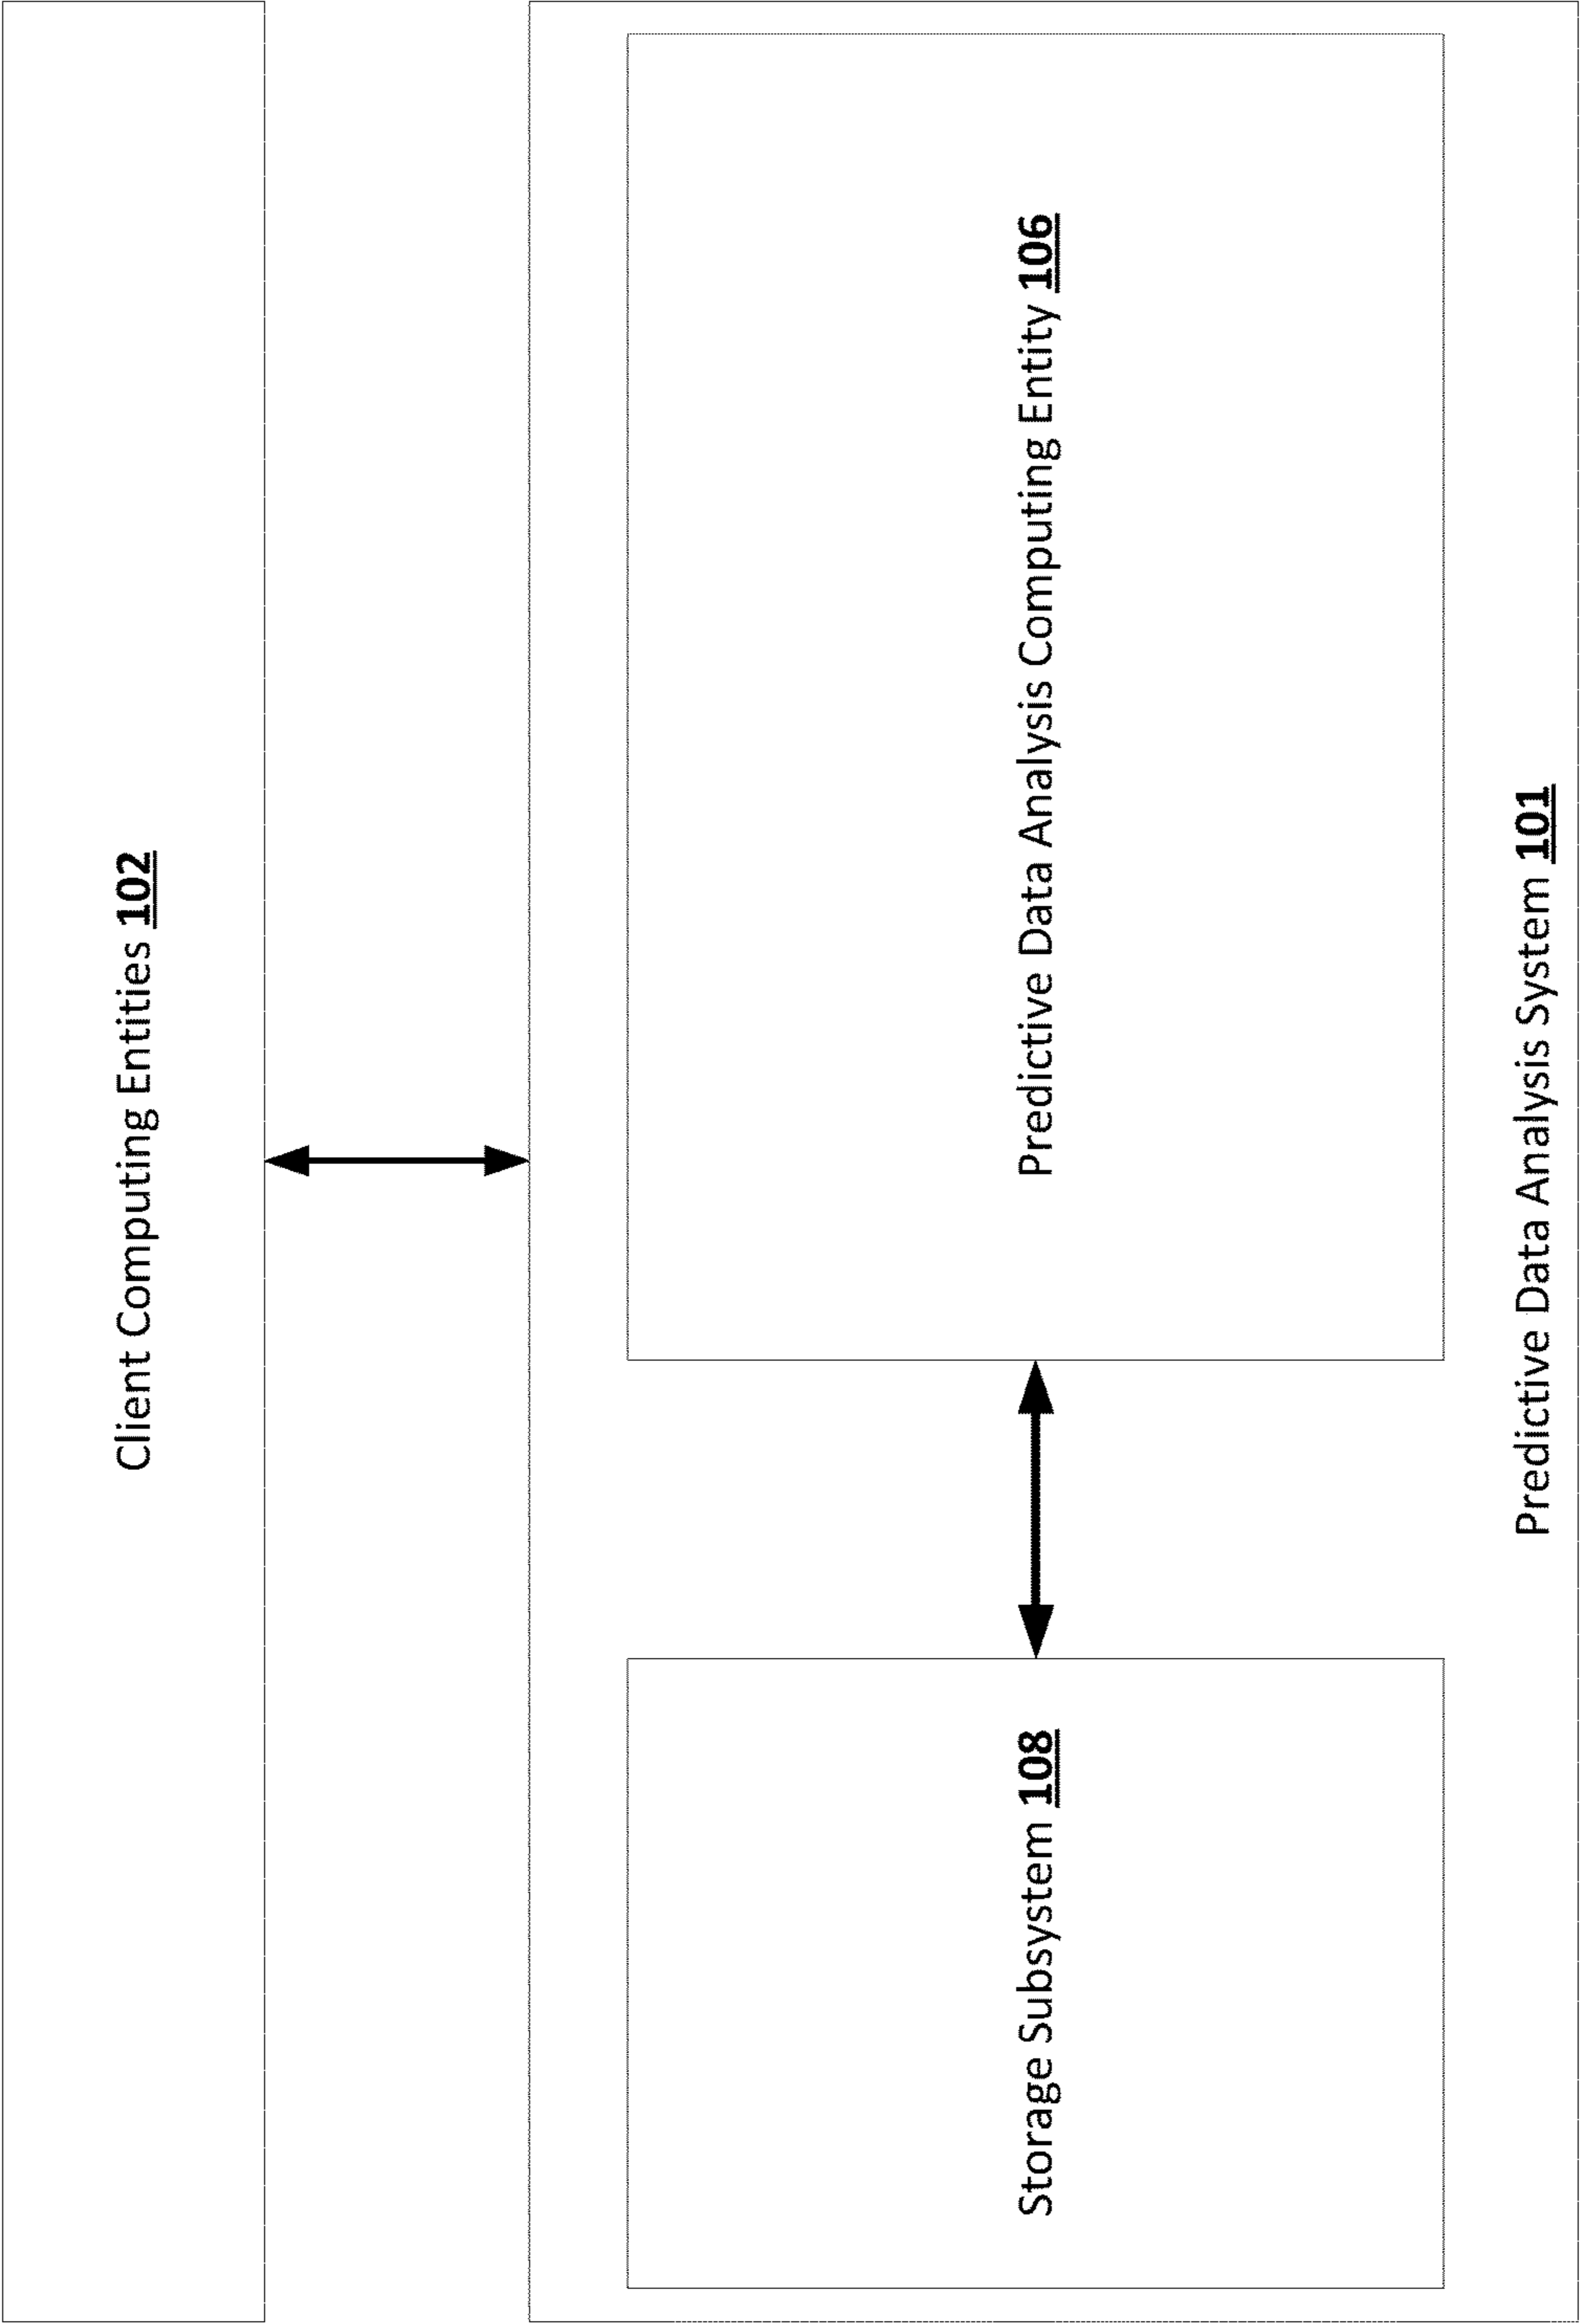 Client Computing Entities 102
Storage Subsystem 108
Predictive Data Analysis Computing Entity 106
Predictive Data Analysis System 101